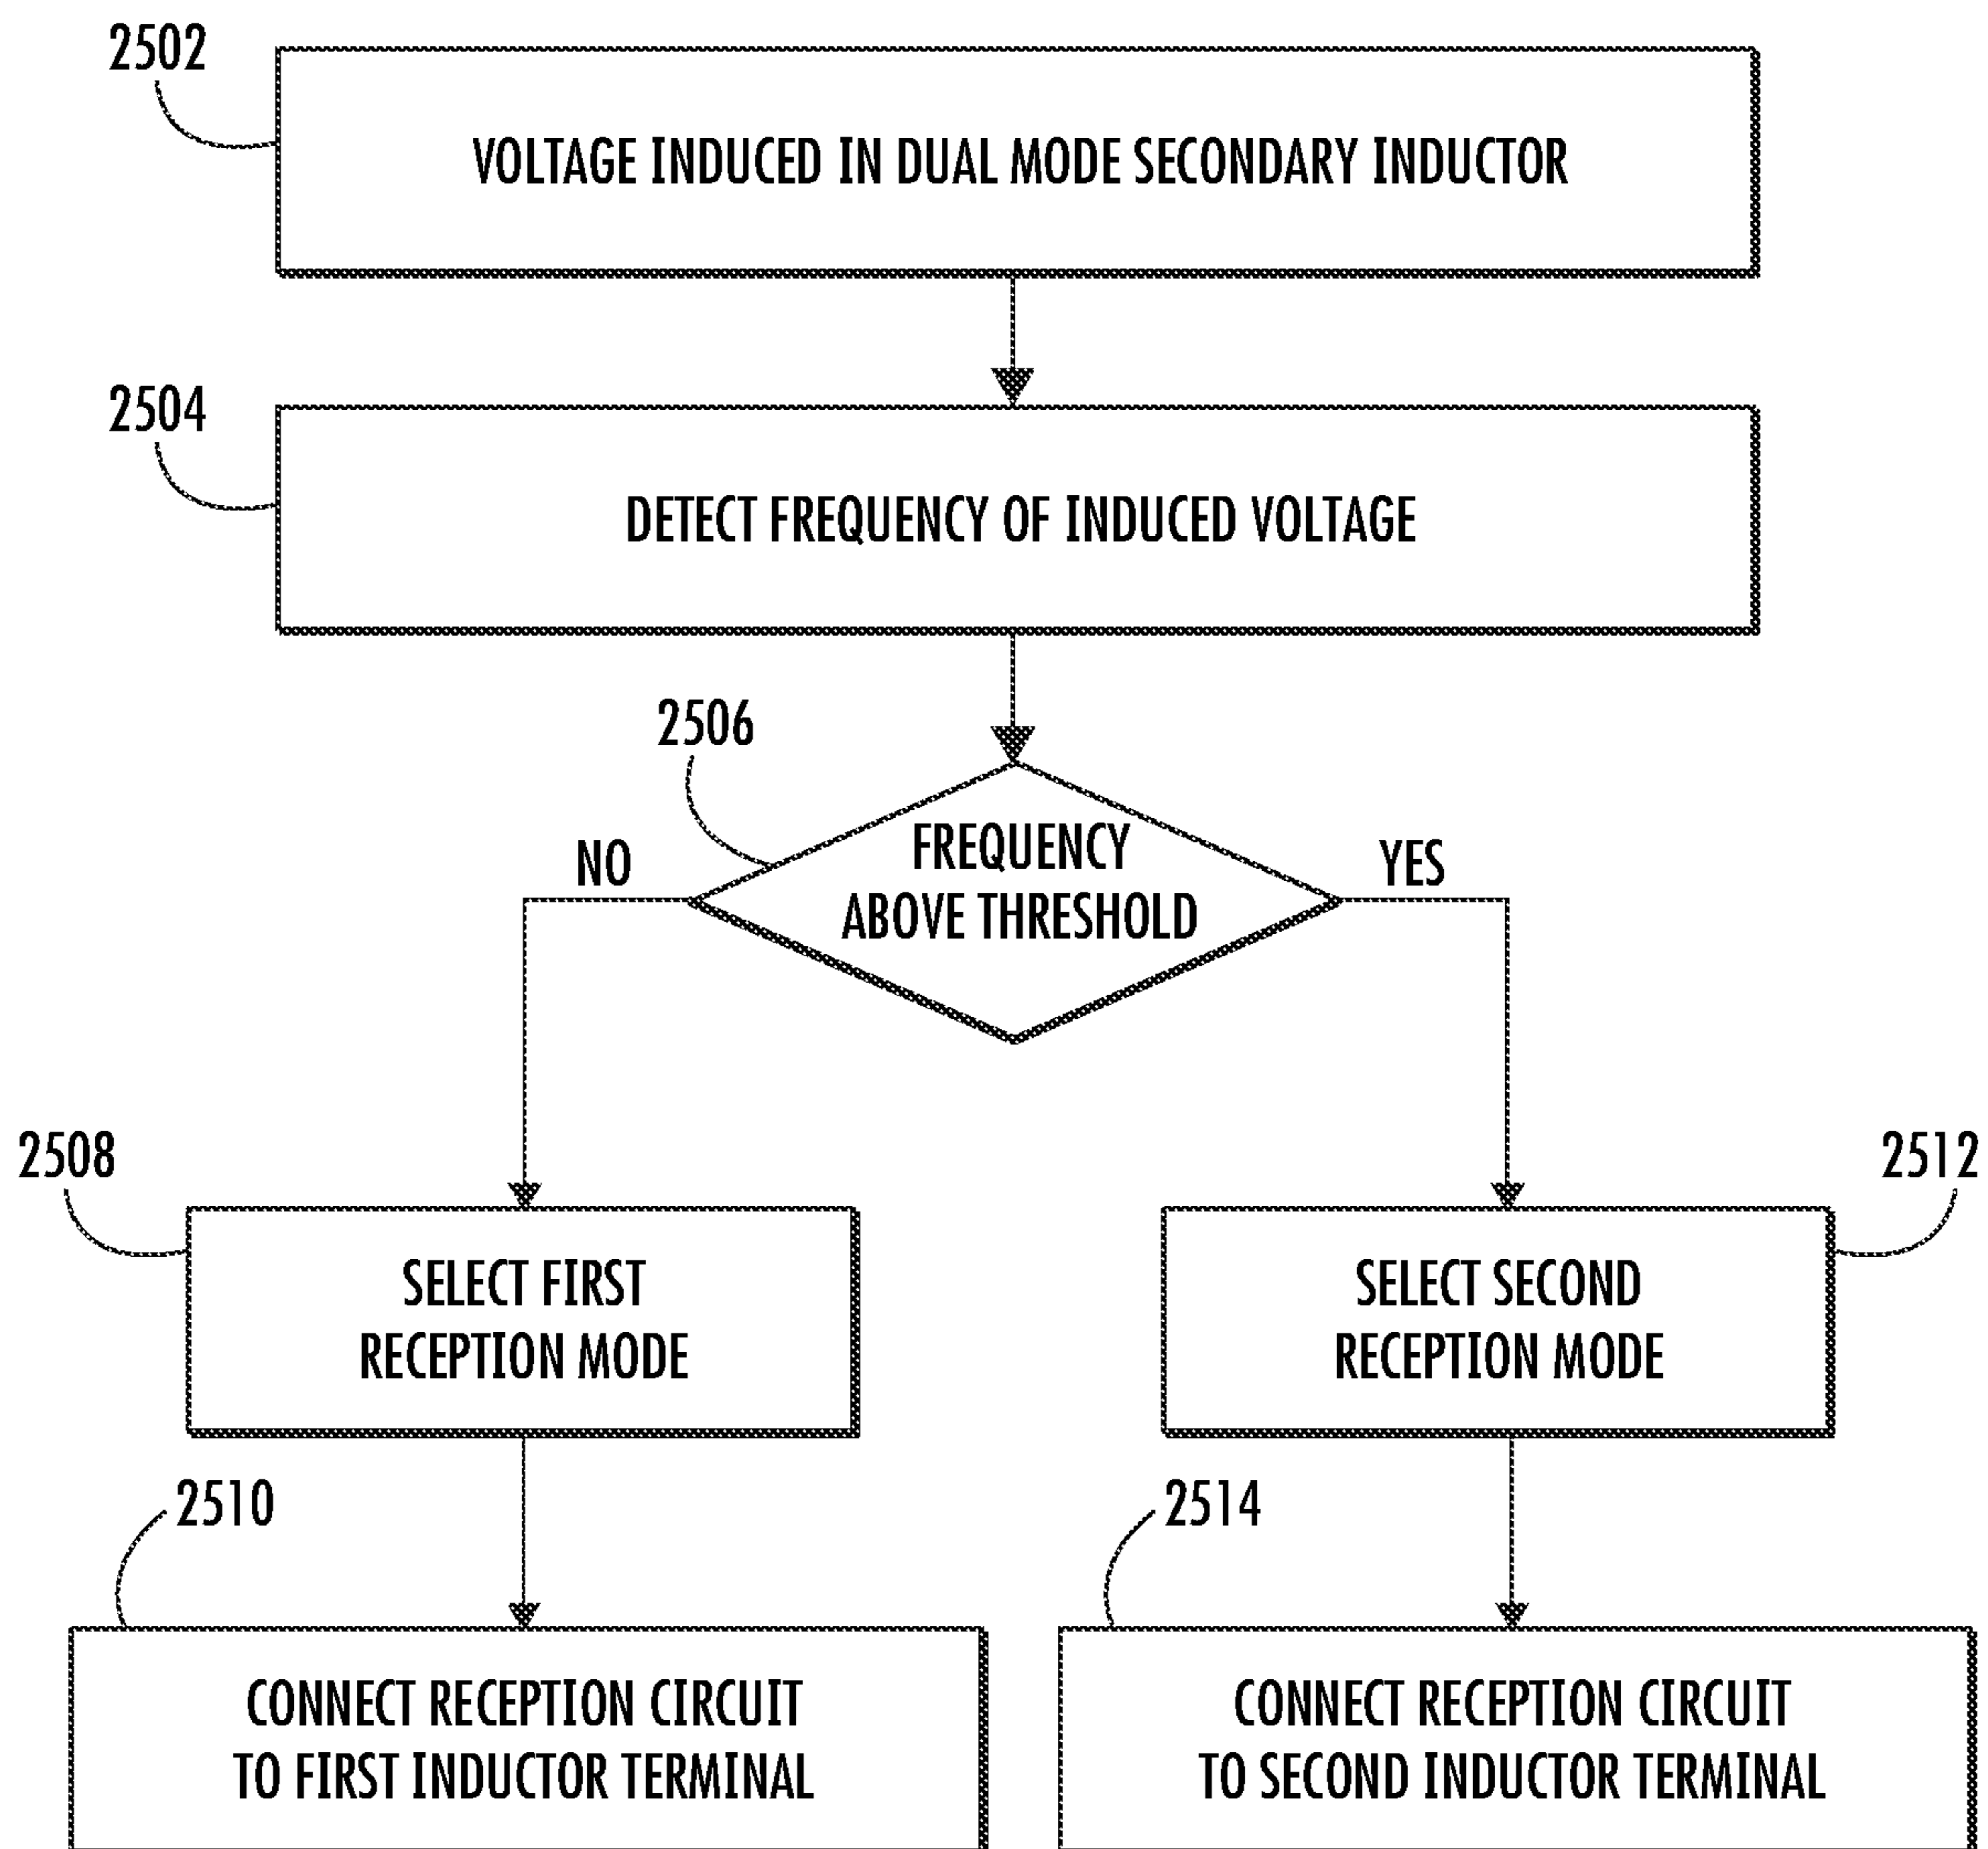 2502
VOLTAGE INDUCED IN DUAL MODE SECONDARY INDUCTOR
2504
DETECT FREQUENCY OF INDUCED VOLTAGE
2506
FREQUENCY
ABOVE THRESHOLD
NO
YES
2508
SELECT FIRST
RECEPTION MODE
2512
SELECT SECOND
RECEPTION MODE
2510
CONNECT RECEPTION CIRCUIT
TO FIRST INDUCTOR TERMINAL
2514
CONNECT RECEPTION CIRCUIT
TO SECOND INDUCTOR TERMINAL